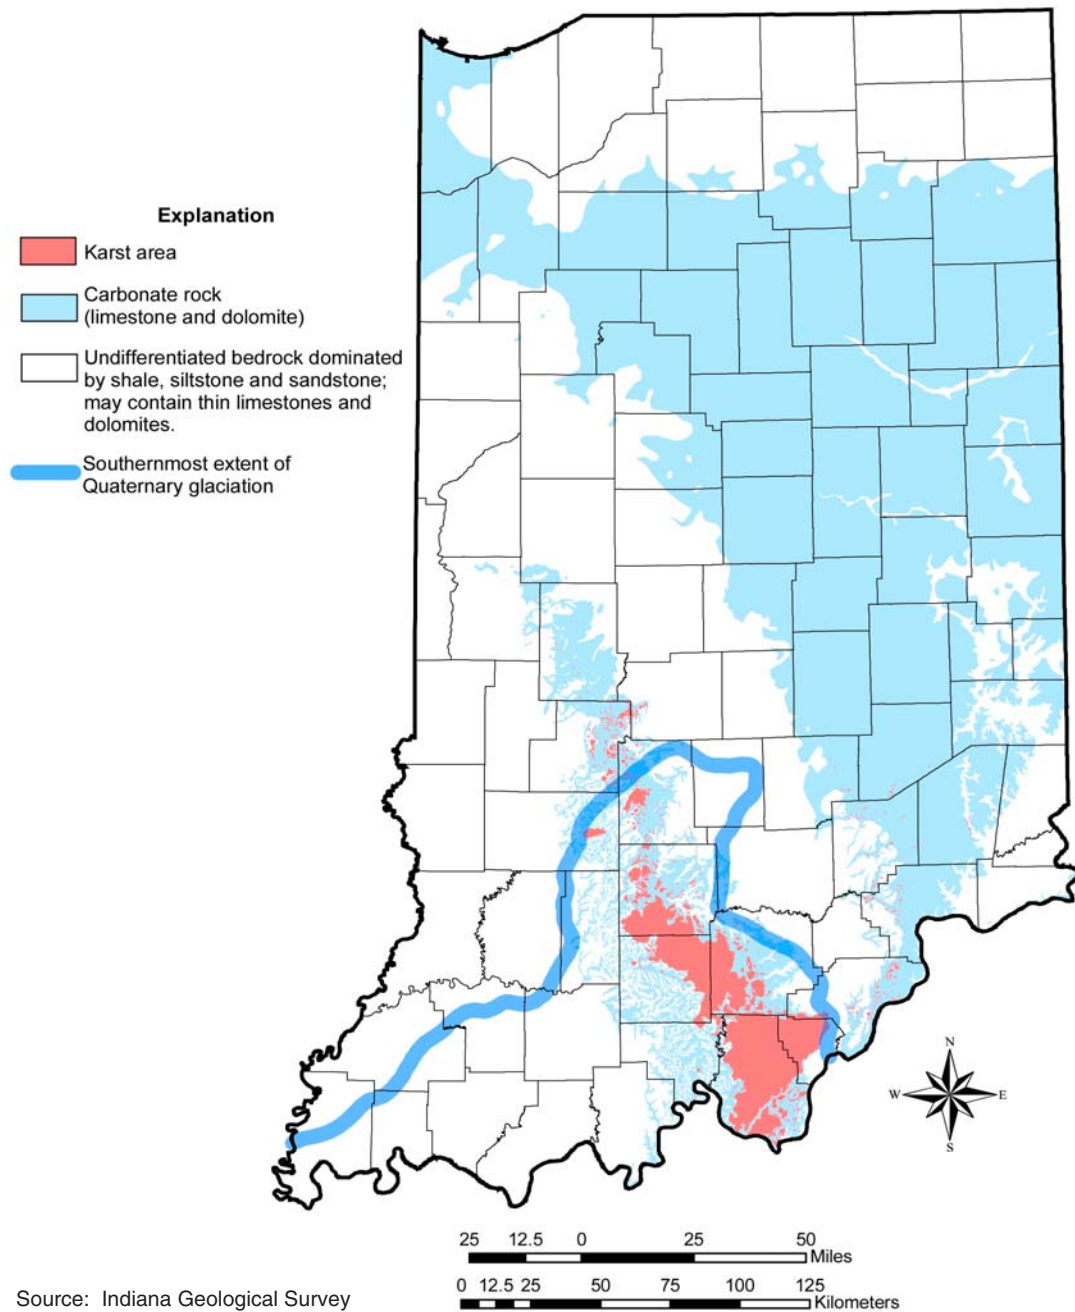 Explanation
Karst area
Carbonate rock
(limestone and dolomite)
Undifferentiated bedrock dominated
by shale, siltstone and sandstone;
may contain thin limestones and
dolomites.
Southernmost extent of
Quaternary glaciation
N
W E
S
25 12.5 0 25 50
Miles
0 12.5 25 50 75 100 125
Kilometers
Source: Indiana Geological Survey